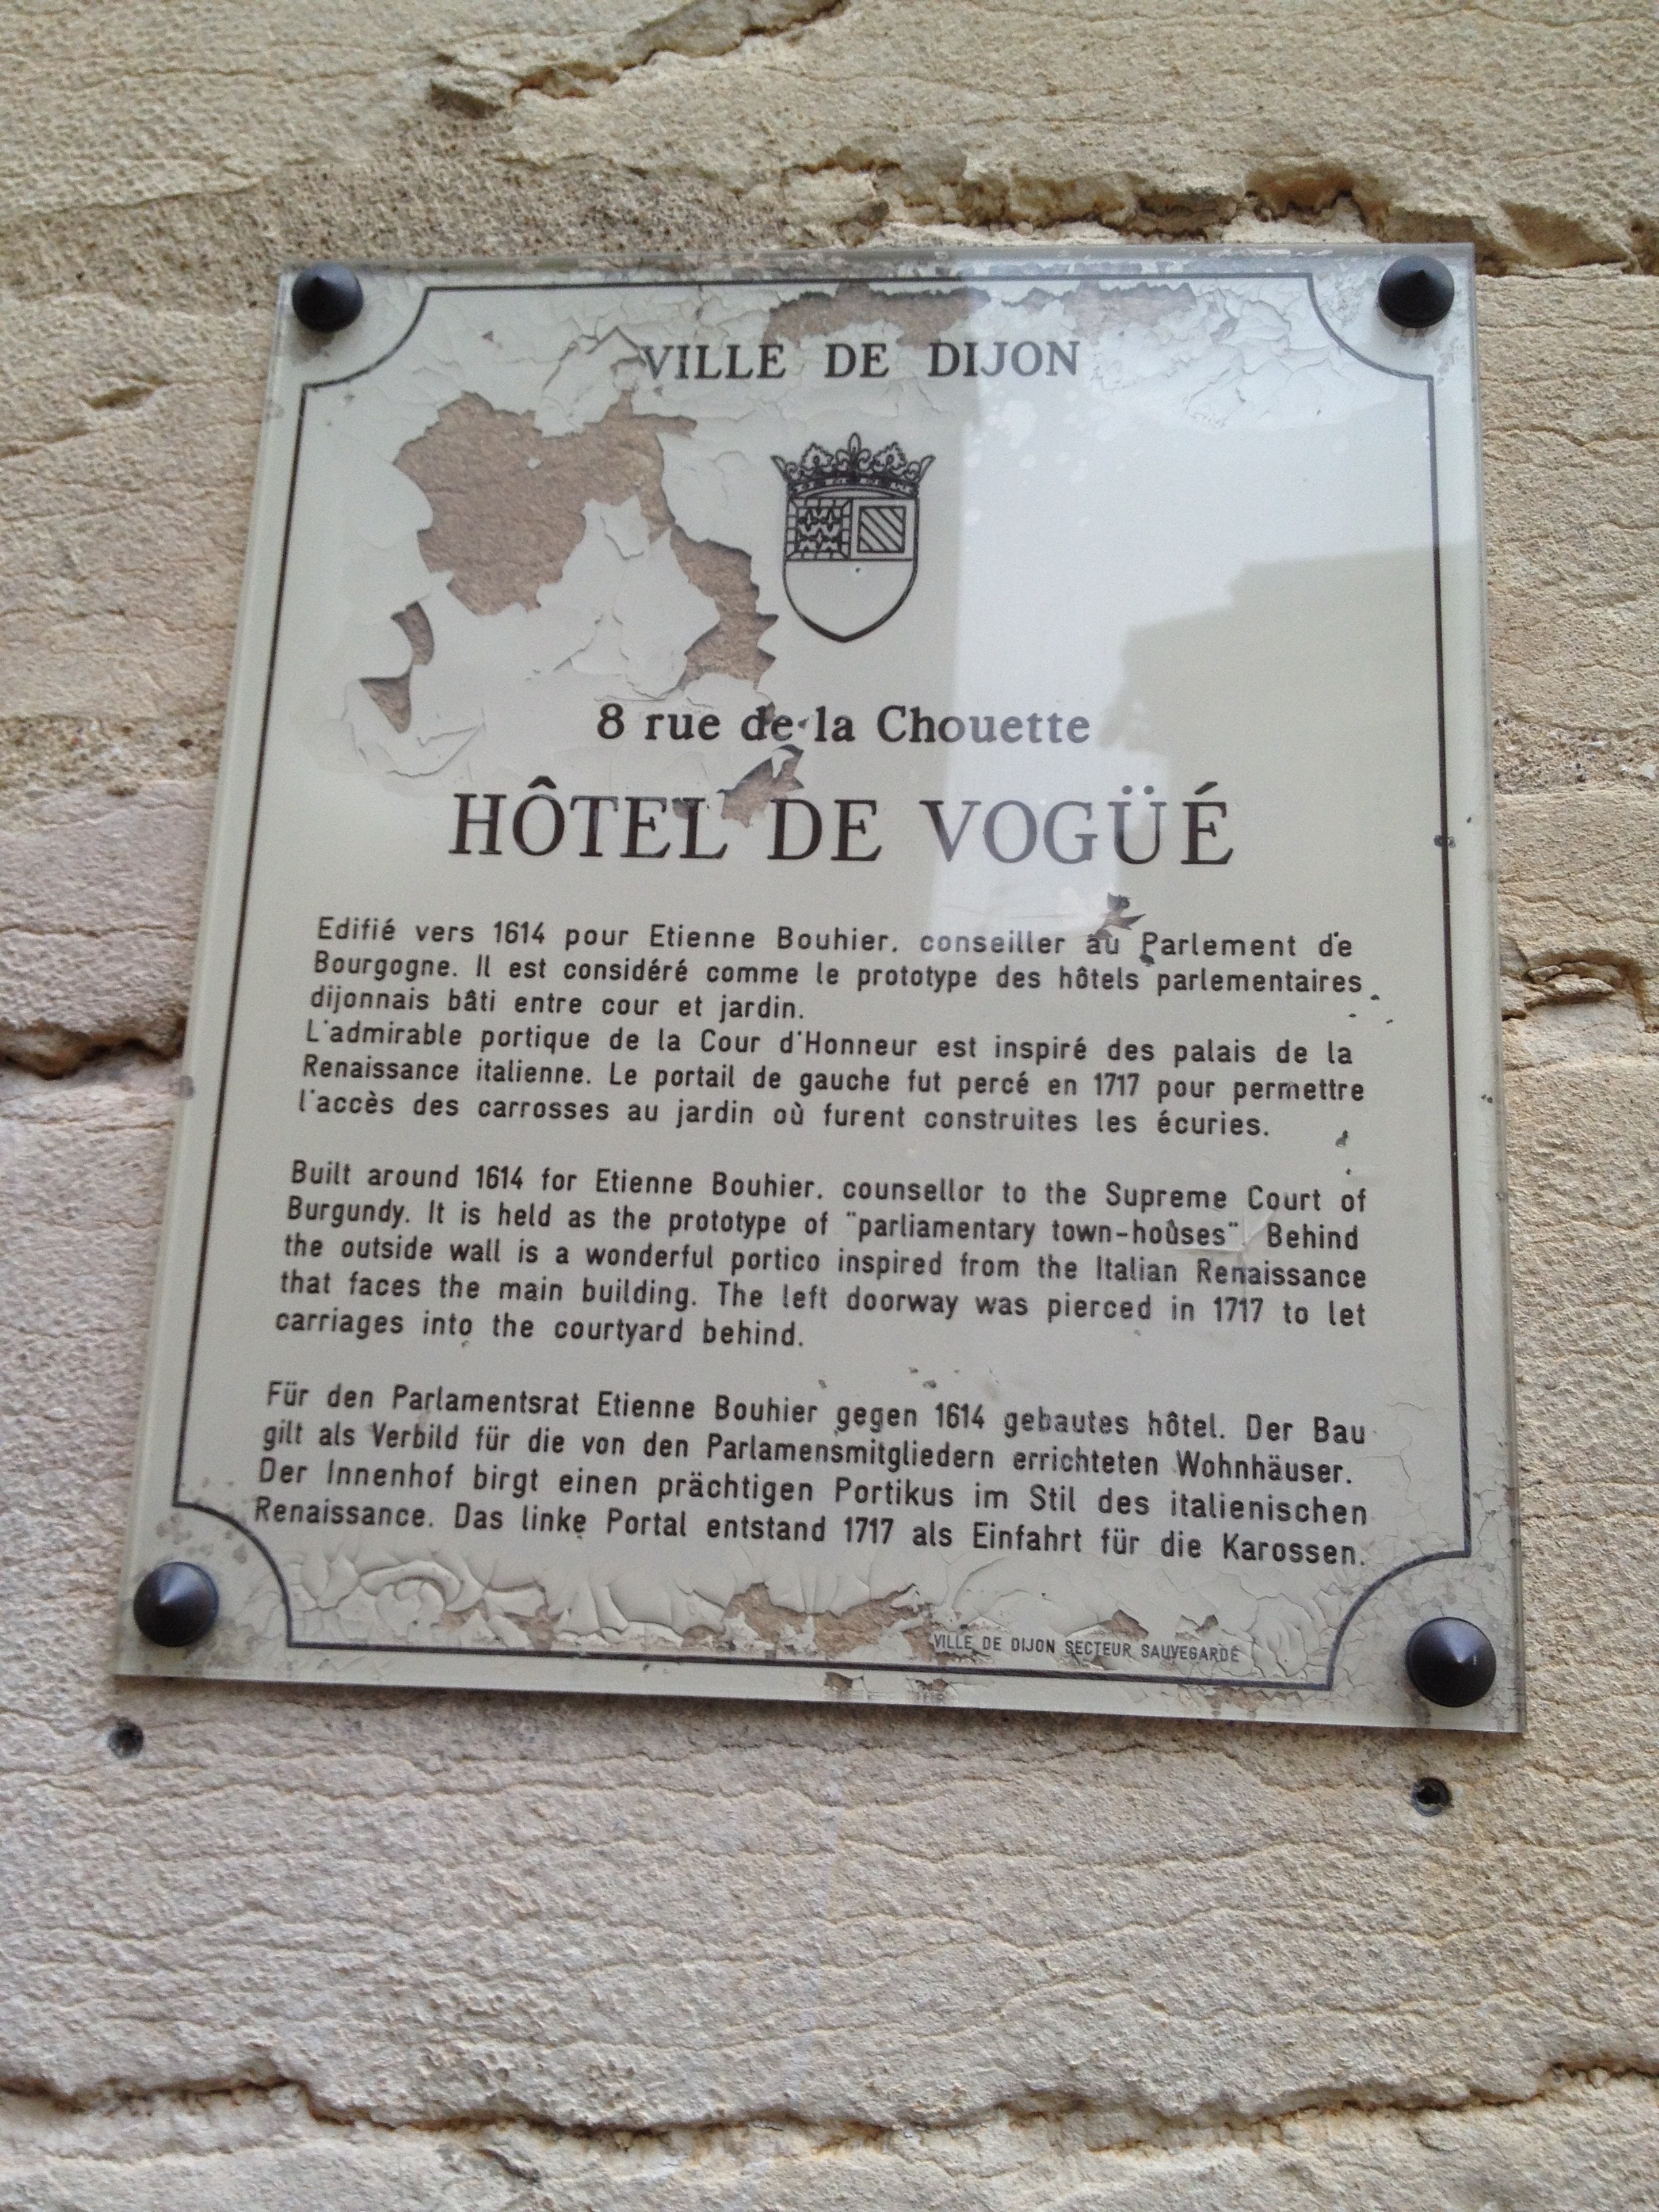 VILLE DE DIJON
8 rue de la Chouette
HÔTEL DE VOGÜÉ
Edifié vers 1614 pour Etienne Bouhier, conseiller au Parlement de
Bourgogne. Il est considéré comme le prototype des hôtels parlementaires
dijonnais bâti entre cour et jardin.
L'admirable portique de la Cour d'Honneur est inspiré des palais de la
Renaissance italienne. Le portail de gauche fut percé en 1717 pour permettre
l'accès des carrosses au jardin où furent construites les écuries.
Built around 1614 for Etienne Bouhier, counsellor to the Supreme Court of
Burgundy. It is held as the prototype of "parliamentary town-houses" Behind
the outside wall is a wonderful portico inspired from the Italian Renaissance
that faces the main building. The left doorway was pierced in 1717 to let
carriages into the courtyard behind.
Für den Parlamentsrat Etienne Bouhier gegen 1614 gebautes hôtel. Der Bau
gilt als Verbild für die von den Parlamensmitgliedern errichteten Wohnhäuser.
Der Innenhof birgt einen prächtigen Portikus im Stil des italienischen
Renaissance. Das linke Portal entstand 1717 als Einfahrt für die Karossen.
VILLE DE DIJON SECTEUR SAUVEGARDÉ